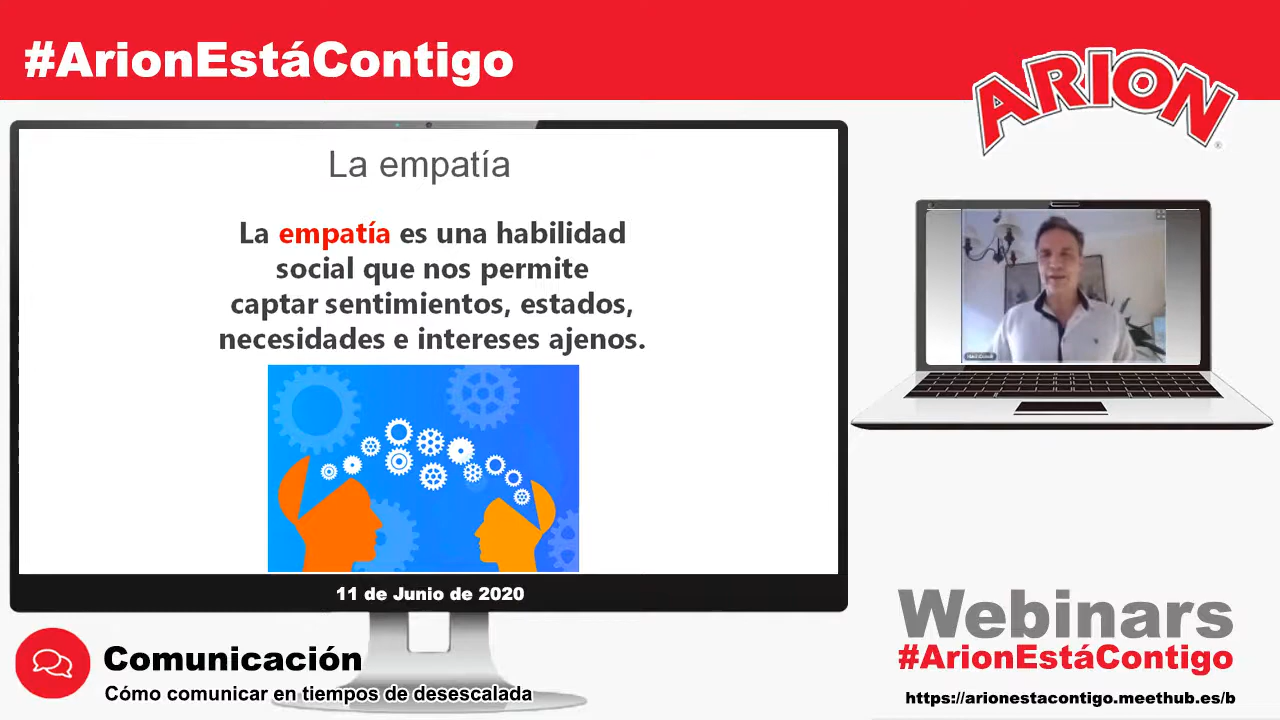 #ArionEstáContigo
ARION
La empatía
La empatía es una habilidad
social que nos permite
captar sentimientos, estados,
necesidades e intereses ajenos.
11 de Junio de 2020
Comunicación
Cómo comunicar en tiempos de desescalada
Webinars
#ArionEstáContigo
https://arionestacontigo.meethub.es/b